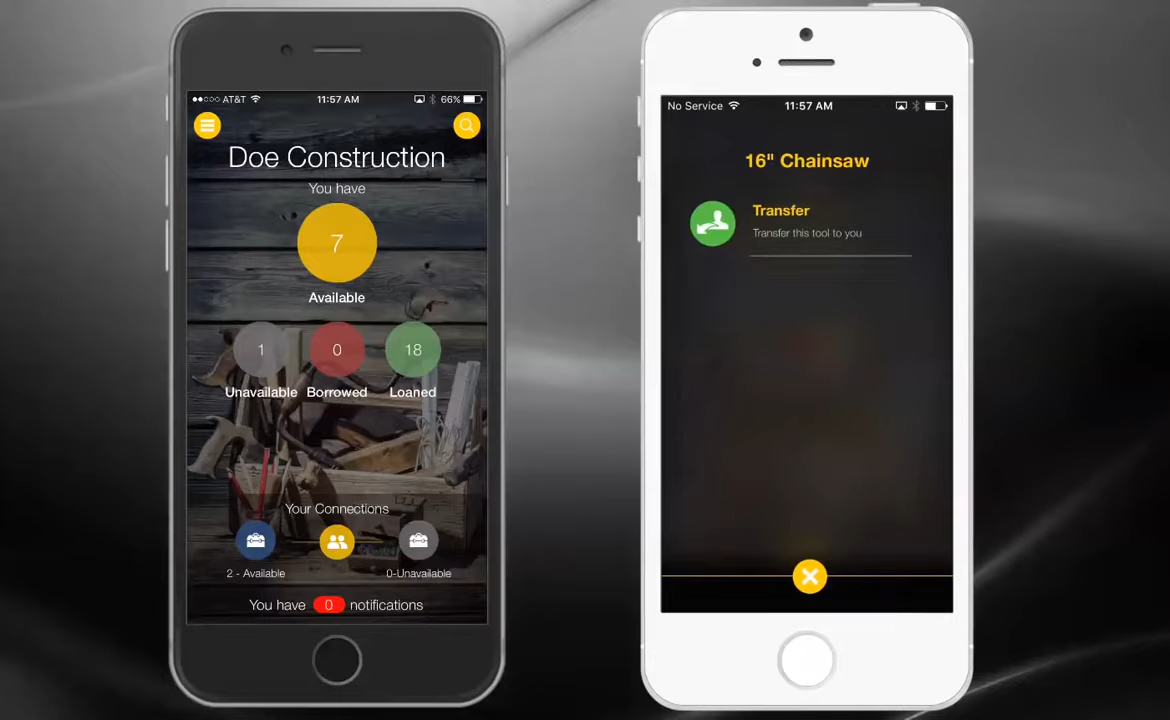 AT&T 11:57 AM 66%
Doe Construction
You have
7
Available
1 0 18
Unavailable Borrowed Loaned
Your Connections
2 - Available 0-Unavailable
You have 0 notifications
No Service 11:57 AM
16" Chainsaw
Transfer
Transfer this tool to you